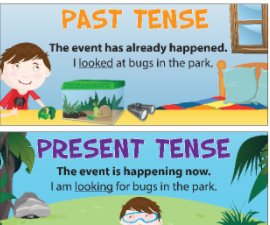 PAST TENSE
The event has already happened.
I looked at bugs in the park.
PRESENT TENSE
The event is happening now.
I am looking for bugs in the park.